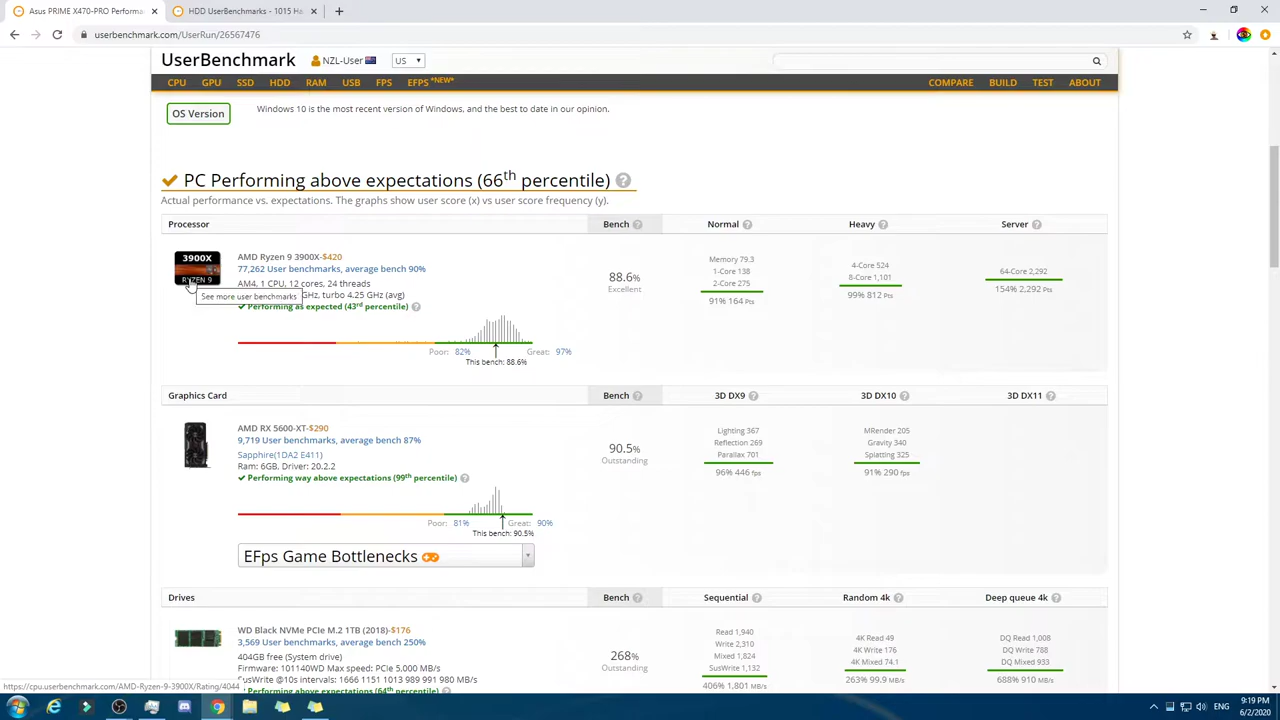 Asus PRIME X470-PRO Performa
HDD UserBenchmarks - 1015 Ha
userbenchmark.com/UserRun/26567476
UserBenchmark
NZL-User
US
CPU GPU SSD HDD RAM USB FPS EFPS *NEW* COMPARE BUILD TEST ABOUT
OS Version
Windows 10 is the most recent version of Windows, and the best to date in our opinion.
PC Performing above expectations (66th percentile) ?
Actual performance vs. expectations. The graphs show user score (x) vs user score frequency (y).
Processor Bench ? Normal ? Heavy ? Server ?
3900X
RYZEN 9
AMD Ryzen 9 3900X-$420
77,262 User benchmarks, average bench 90%
AM4, 1 CPU, 12 cores, 24 threads
See more user benchmarks
GHz, turbo 4.25 GHz (avg)
Performing as expected (43rd percentile) ?
Poor: 82% Great: 97%
This bench: 88.6%
88.6%
Excellent
Memory 79.3
1-Core 138
2-Core 275
91% 164 Pts
4-Core 524
8-Core 1,101
99% 812 Pts
64-Core 2,292
154% 2,292 Pts
Graphics Card Bench ? 3D DX9 ? 3D DX10 ? 3D DX11 ?
AMD RX 5600-XT-$290
9,719 User benchmarks, average bench 87%
Sapphire(1DA2 E411)
Ram: 6GB, Driver: 20.2.2
Performing way above expectations (99th percentile) ?
Poor: 81% Great: 90%
This bench: 90.5%
90.5%
Outstanding
Lighting 367
Reflection 269
Parallax 701
96% 446 fps
MRender 205
Gravity 340
Splatting 325
91% 290 fps
EFps Game Bottlenecks
Drives Bench ? Sequential ? Random 4k ? Deep queue 4k ?
WD Black NVMe PCIe M.2 1TB (2018)-$176
3,569 User benchmarks, average bench 250%
404GB free (System drive)
Firmware: 101140WD Max speed: PCIe 5,000 MB/s
SusWrite @10s intervals: 1666 1151 1013 989 991 980 MB/s
Performing above expectations (64th percentile) ?
268%
Outstanding
Read 1,940
Write 2,310
Mixed 1,824
SusWrite 1,132
406% 1,801 MB/s
4K Read 49
4K Write 176
4K Mixed 74.1
263% 99.9 MB/s
DQ Read 1,008
DQ Write 788
DQ Mixed 933
688% 910 MB/s
https://cpu.userbenchmark.com/AMD-Ryzen-9-3900X/Rating/4044
ENG
9:19 PM
6/2/2020